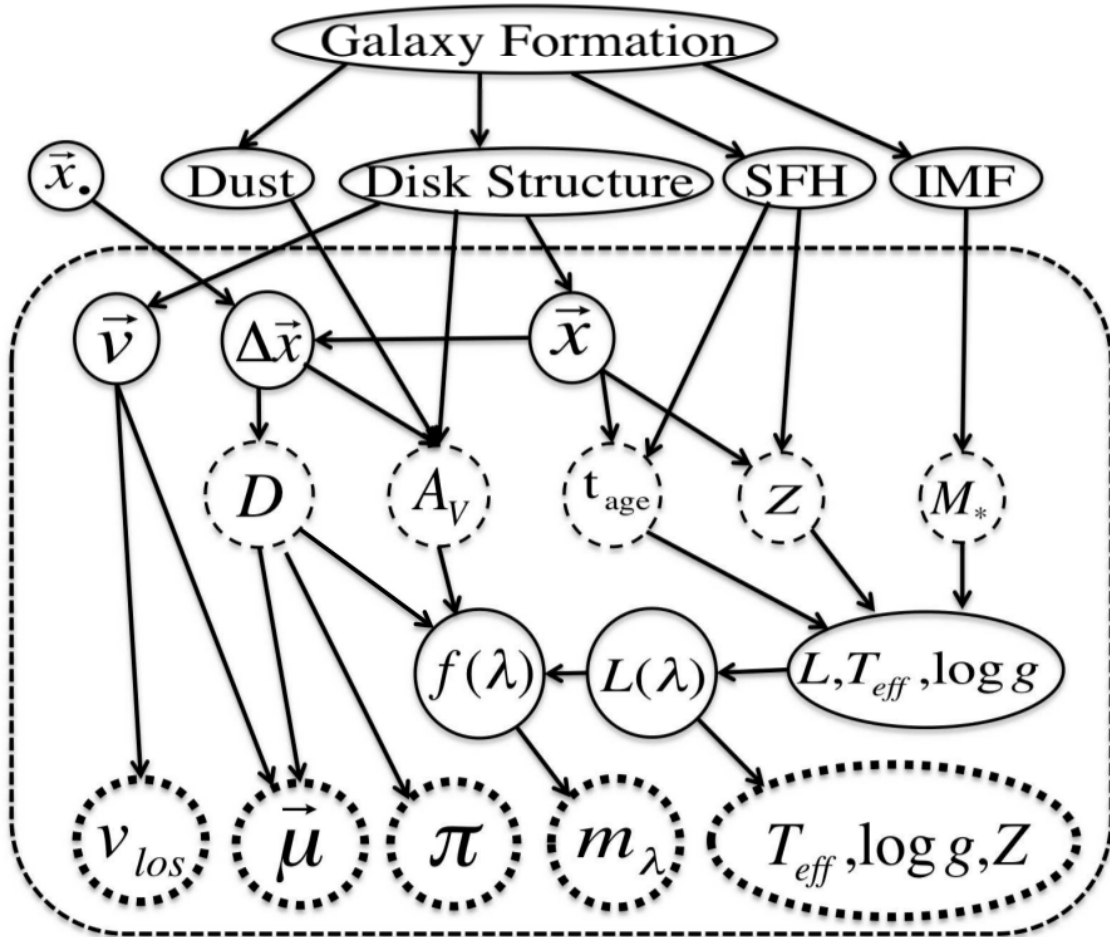 Galaxy Formation
x⃗• Dust Disk Structure SFH IMF
v⃗ Δx⃗ x⃗
D A_V t_age Z M_*
f(λ) L(λ) L,T_eff,log g
v_los μ⃗ π m_λ T_eff,log g,Z